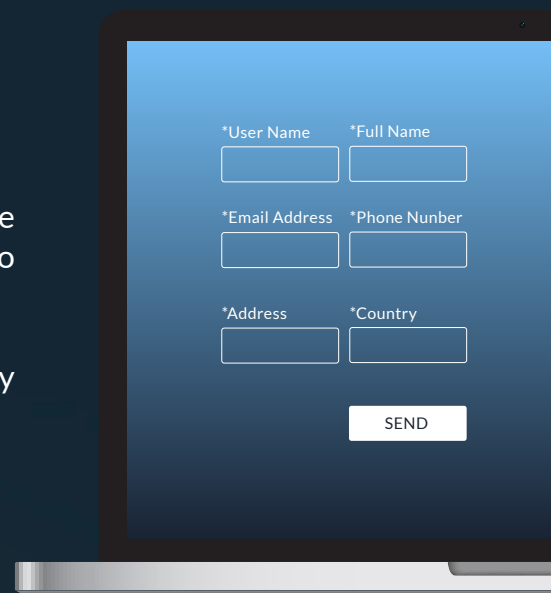 e
o
y
*User Name *Full Name
*Email Address *Phone Nunber
*Address *Country
SEND